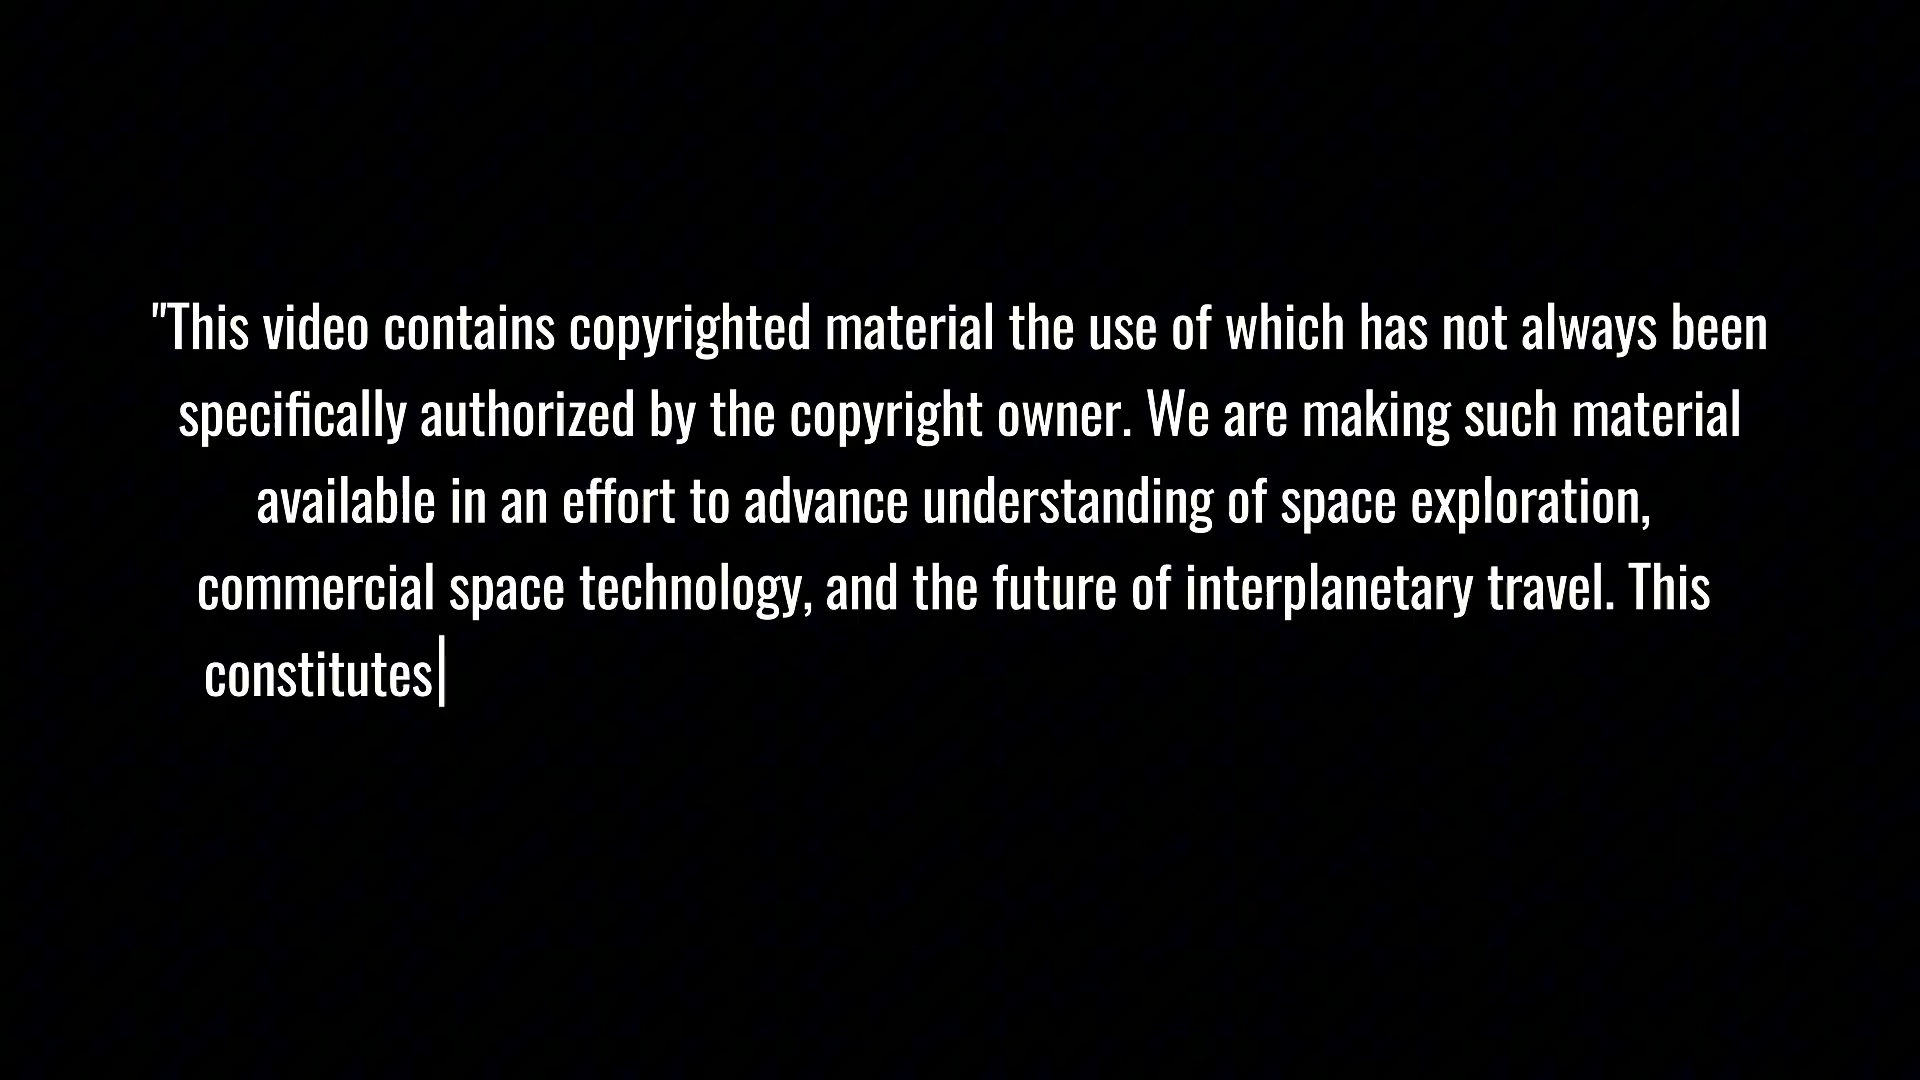 "This video contains copyrighted material the use of which has not always been
specifically authorized by the copyright owner. We are making such material
available in an effort to advance understanding of space exploration,
commercial space technology, and the future of interplanetary travel. This
constitutes